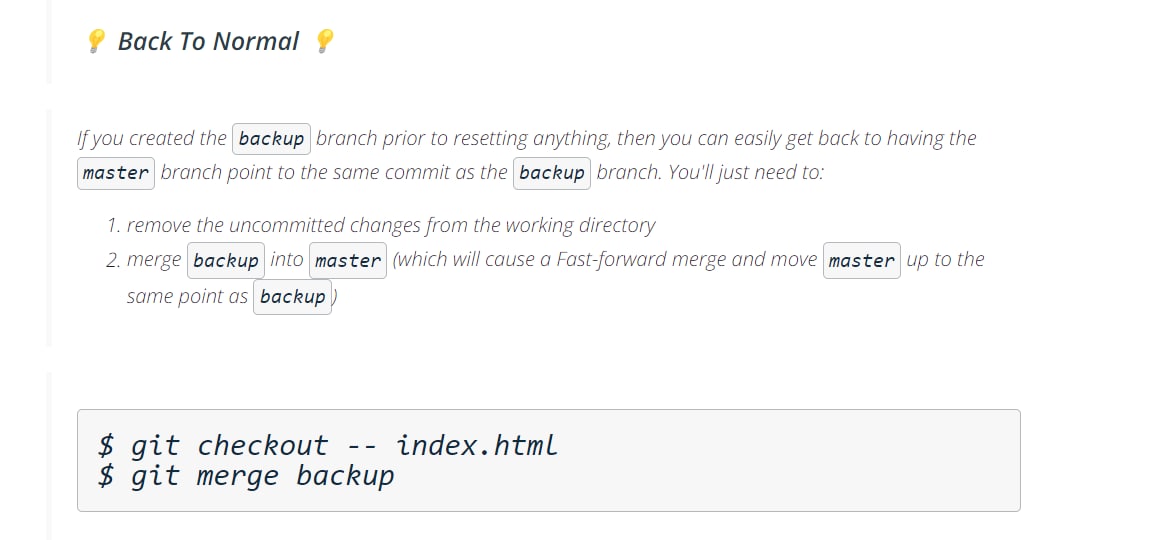 💡 Back To Normal 💡
If you created the backup branch prior to resetting anything, then you can easily get back to having the
master branch point to the same commit as the backup branch. You'll just need to:
1. remove the uncommitted changes from the working directory
2. merge backup into master (which will cause a Fast-forward merge and move master up to the
same point as backup )
$ git checkout -- index.html
$ git merge backup